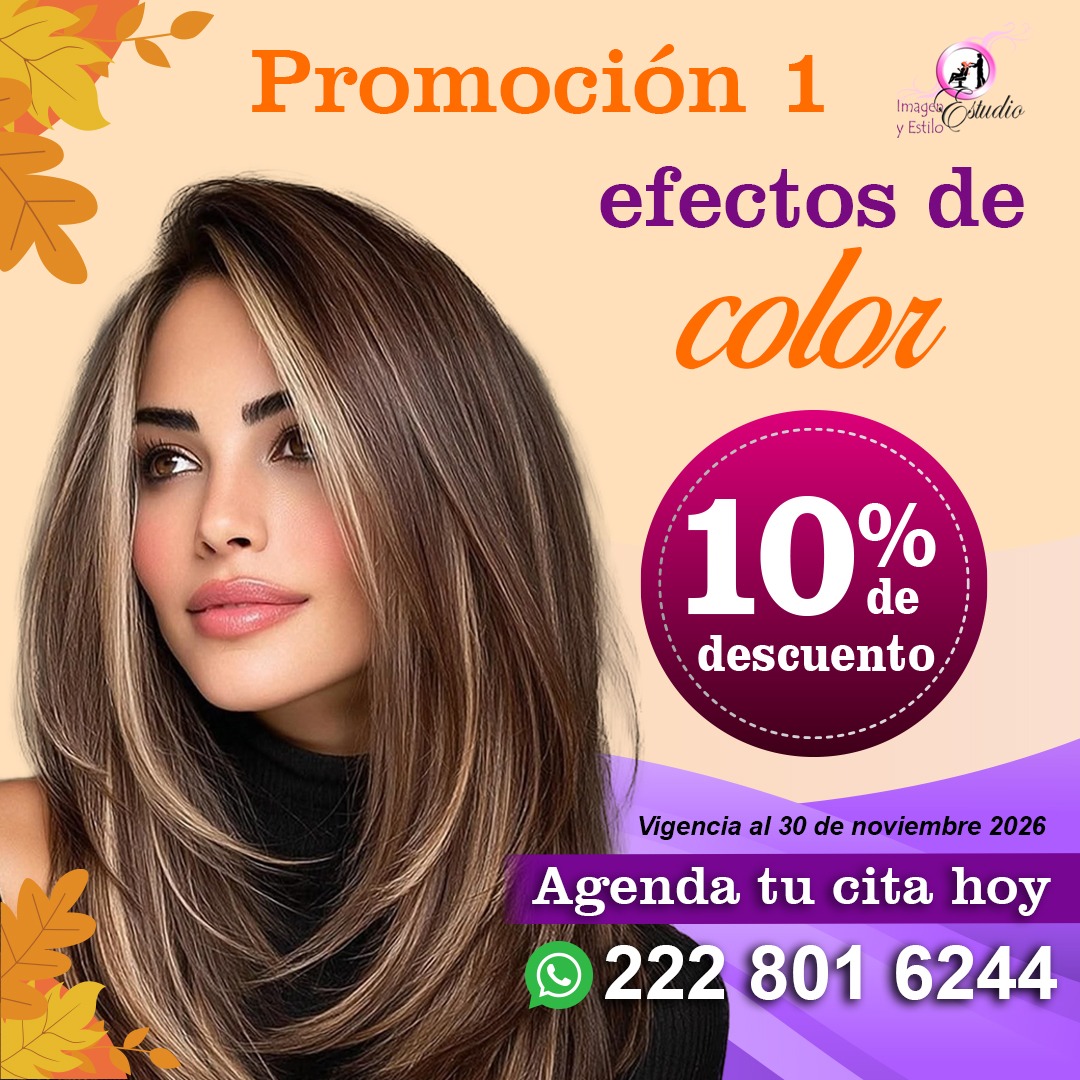 Promoción 1
Imagen
y Estilo
Estudio
efectos de
color
10%
de
descuento
Vigencia al 30 de noviembre 2026
Agenda tu cita hoy
222 801 6244